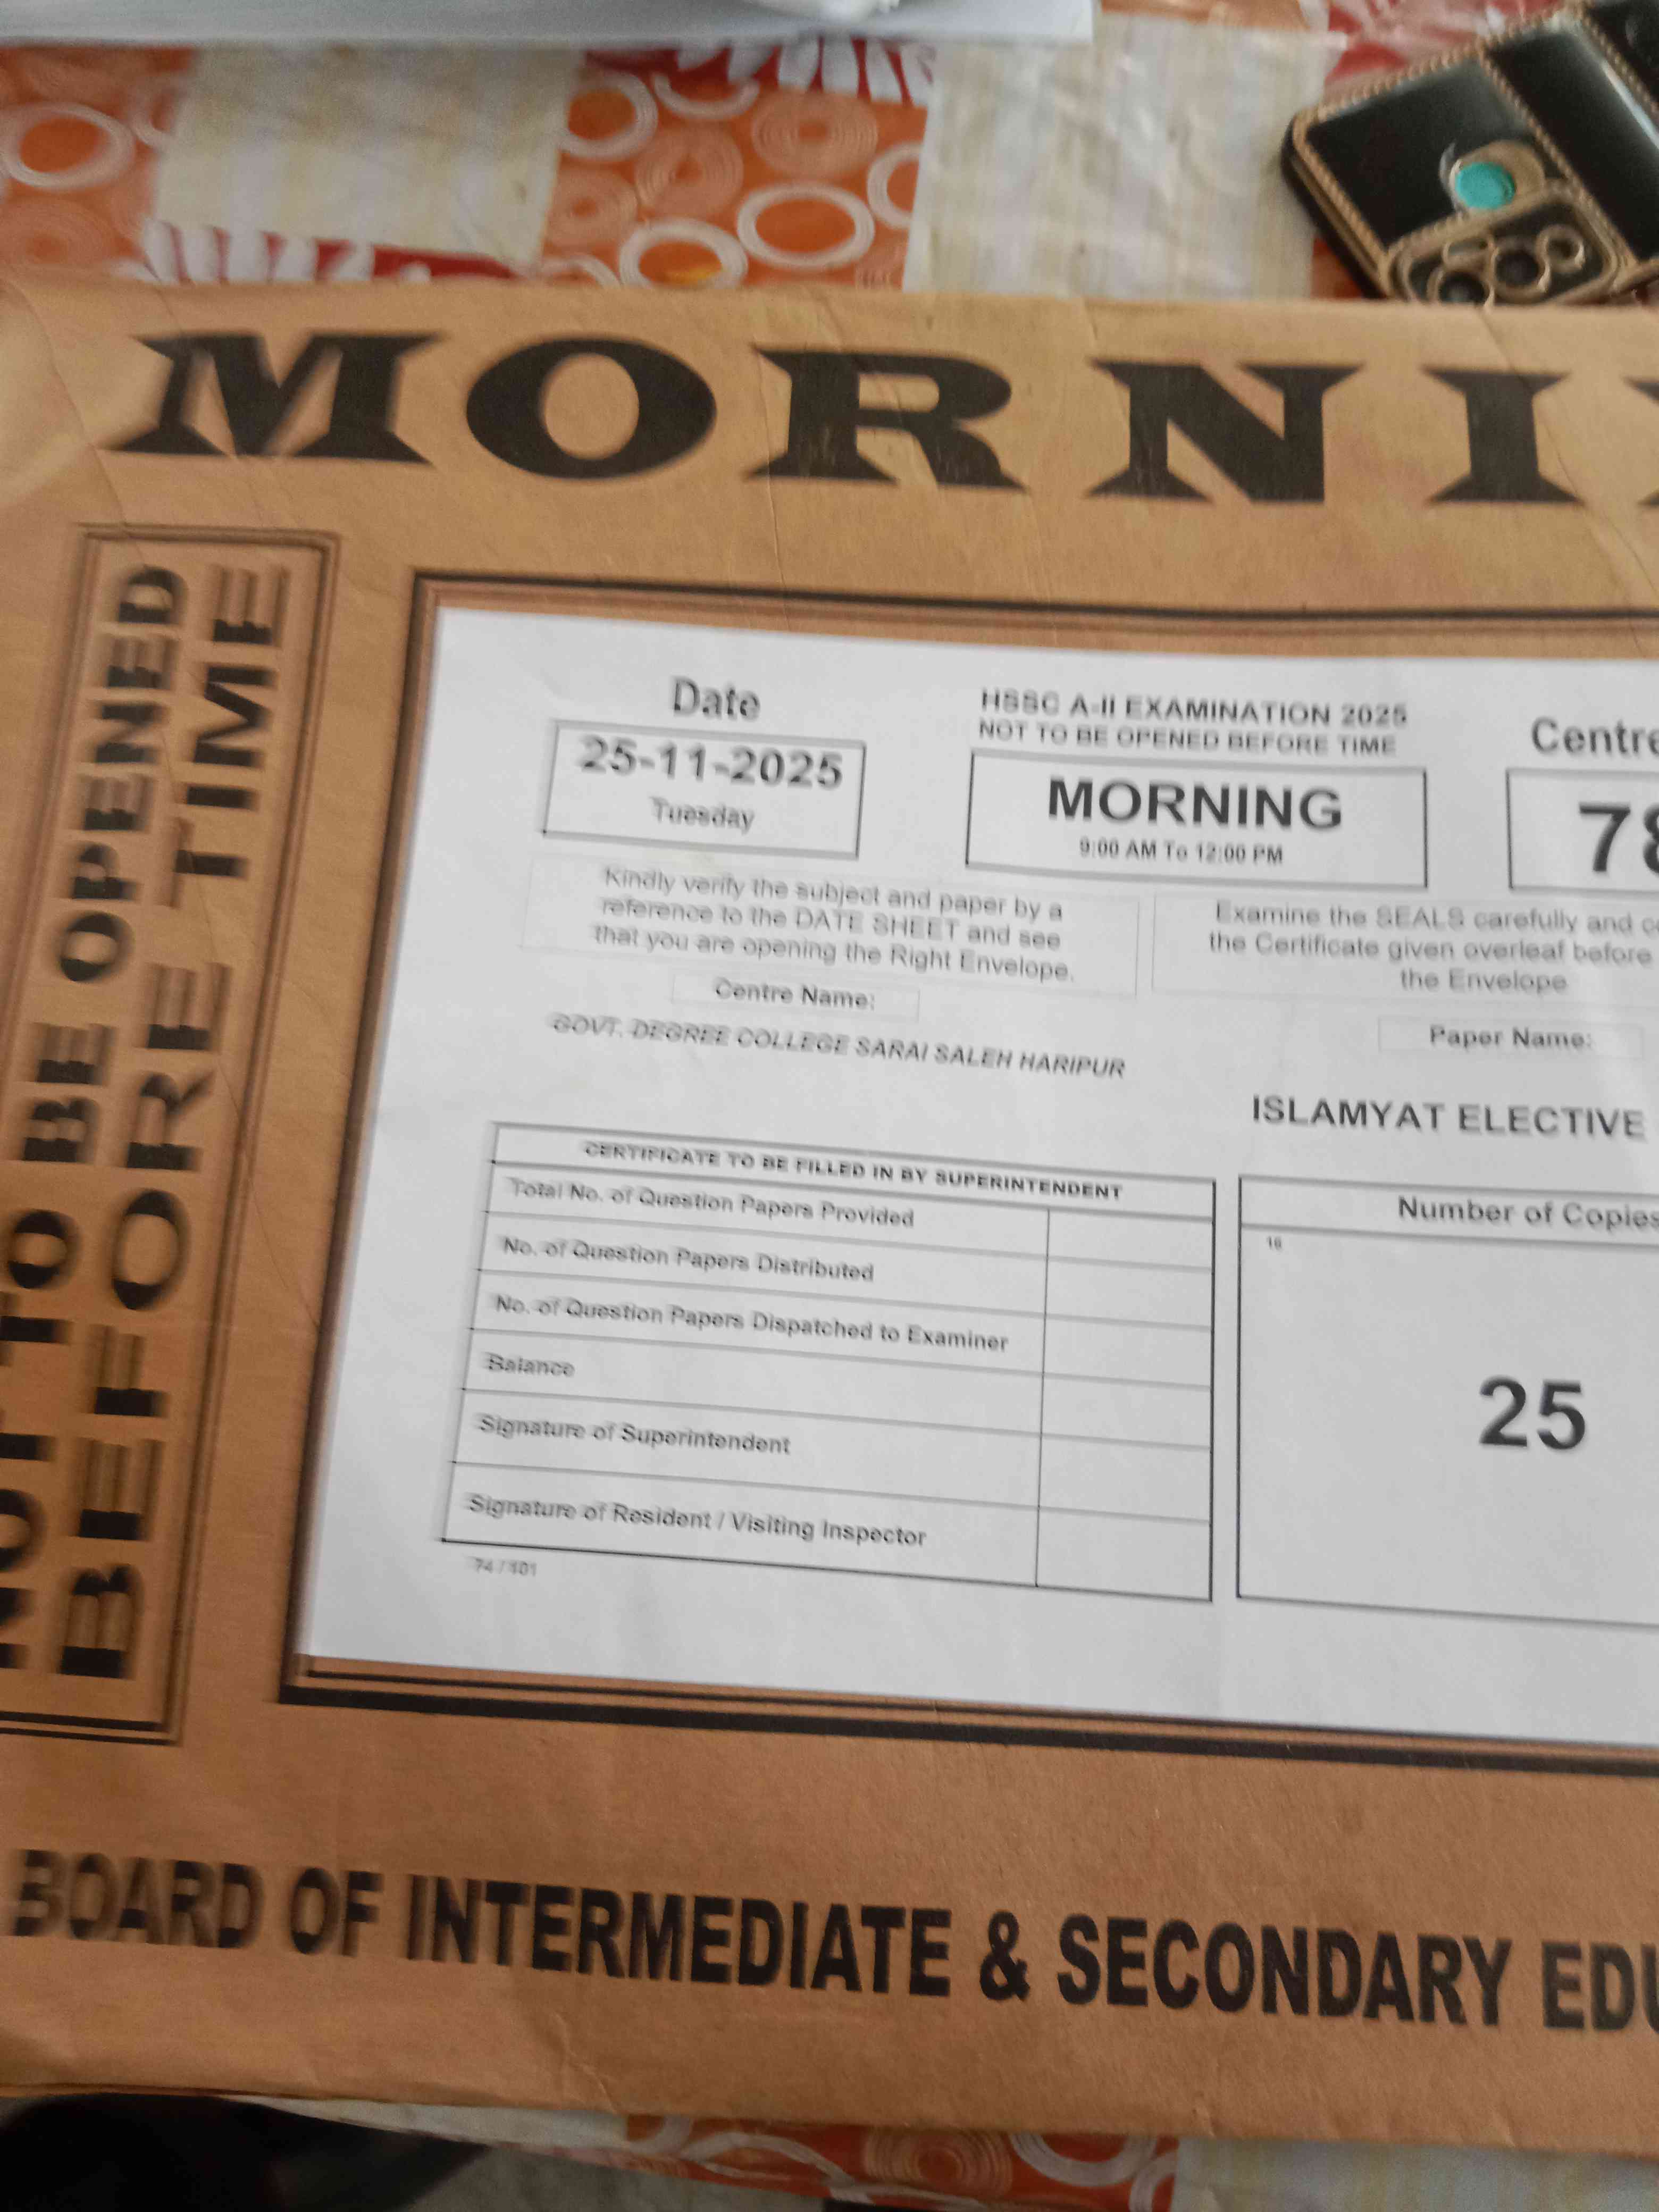 MORNI
NOT TO BE OPENED
BEFORE TIME
Date
25-11-2025
Tuesday
HSSC A-II EXAMINATION 2025
NOT TO BE OPENED BEFORE TIME
MORNING
9:00 AM To 12:00 PM
Centre
78
Kindly verify the subject and paper by a
reference to the DATE SHEET and see
that you are opening the Right Envelope.
Examine the SEALS carefully and
the Certificate given overleaf before
the Envelope
Centre Name:
GOVT. DEGREE COLLEGE SARAI SALEH HARIPUR
Paper Name:
ISLAMYAT ELECTIVE
CERTIFICATE TO BE FILLED IN BY SUPERINTENDENT
Total No. of Question Papers Provided
No. of Question Papers Distributed
No. of Question Papers Dispatched to Examiner
Balance
Signature of Superintendent
Signature of Resident / Visiting Inspector
Number of Copies
16
25
74 / 101
BOARD OF INTERMEDIATE & SECONDARY EDU